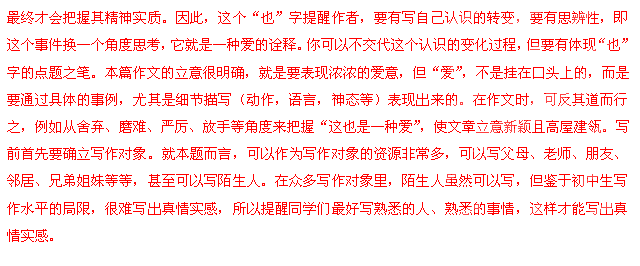 最终才会把握其精神实质。因此，这个“也”字提醒作者，要有写自己认识的转变，要有思辨性，即
这个事件换一个角度思考，它就是一种爱的诠释。你可以不交代这个认识的变化过程，但要有体现“也”
字的点题之笔。本篇作文的立意很明确，就是要表现浓浓的爱意，但“爱”，不是挂在口头上的，而是
要通过具体的事例，尤其是细节描写（动作，语言，神态等）表现出来的。在作文时，可反其道而行
之，例如从舍弃、磨难、严厉、放手等角度来把握“这也是一种爱”，使文章立意新颖且高屋建瓴。写
前首先要确立写作对象。就本题而言，可以作为写作对象的资源非常多，可以写父母、老师、朋友、
邻居、兄弟姐妹等等，甚至可以写陌生人。在众多写作对象里，陌生人虽然可以写，但鉴于初中生写
作水平的局限，很难写出真情实感，所以提醒同学们最好写熟悉的人、熟悉的事情，这样才能写出真
情实感。